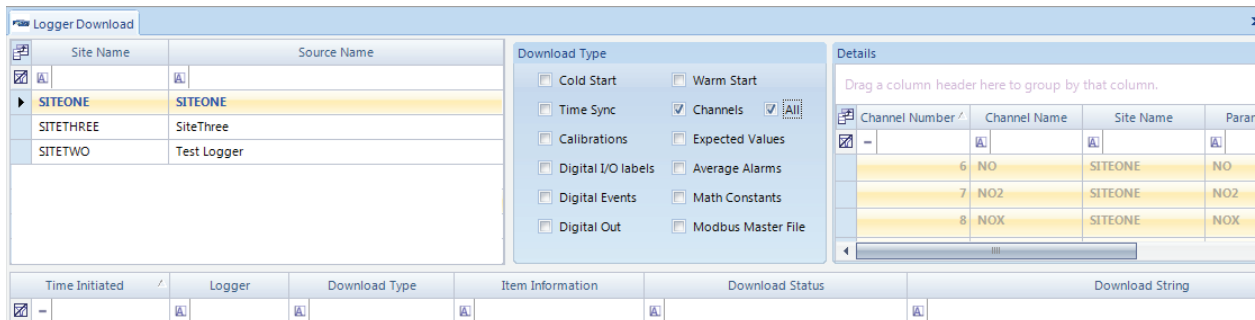 Logger Download
Site Name Source Name
SITEONE SITEONE
SITETHREE SiteThree
SITETWO Test Logger
Download Type
Cold Start Warm Start
Time Sync Channels All
Calibrations Expected Values
Digital I/O labels Average Alarms
Digital Events Math Constants
Digital Out Modbus Master File
Details
Drag a column header here to group by that column.
Channel Number Channel Name Site Name Paran
6 NO SITEONE NO
7 NO2 SITEONE NO2
8 NOX SITEONE NOX
Time Initiated Logger Download Type Item Information Download Status Download String